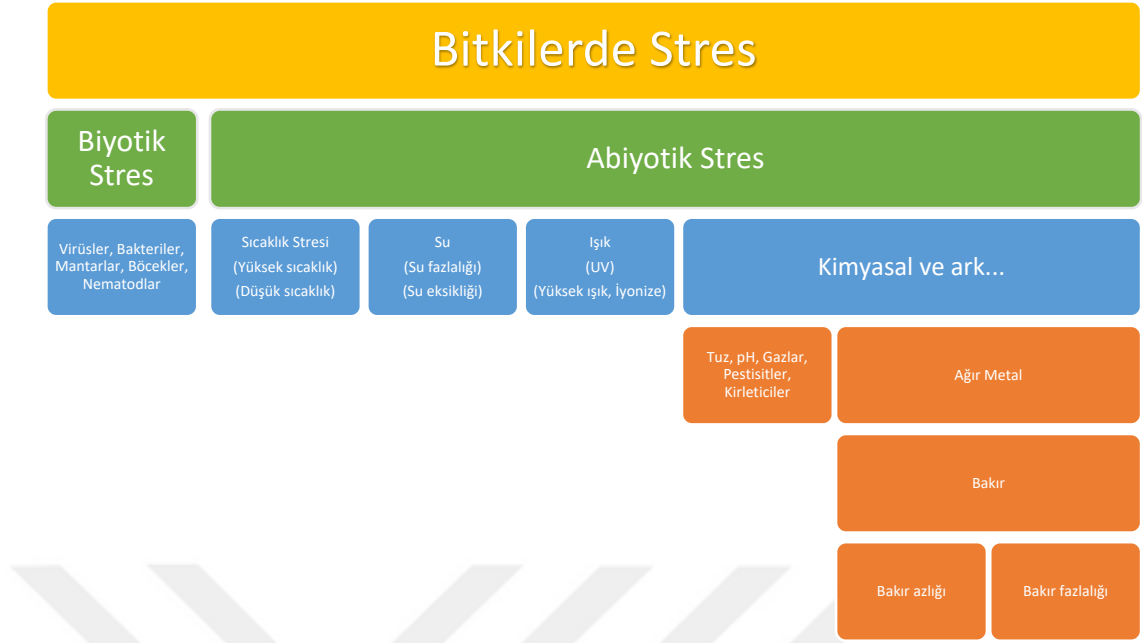 Bitkilerde Stres
Biyotik
Stres
Abiyotik Stres
Virüsler, Bakteriler,
Mantarlar, Böcekler,
Nematodlar
Sıcaklık Stresi
(Yüksek sıcaklık)
(Düşük sıcaklık)
Su
(Su fazlalığı)
(Su eksikliği)
Işık
(UV)
(Yüksek ışık, İyonize)
Kimyasal ve ark...
Tuz, pH, Gazlar,
Pestisitler,
Kirleticiler
Ağır Metal
Bakır
Bakır azlığı
Bakır fazlalığı